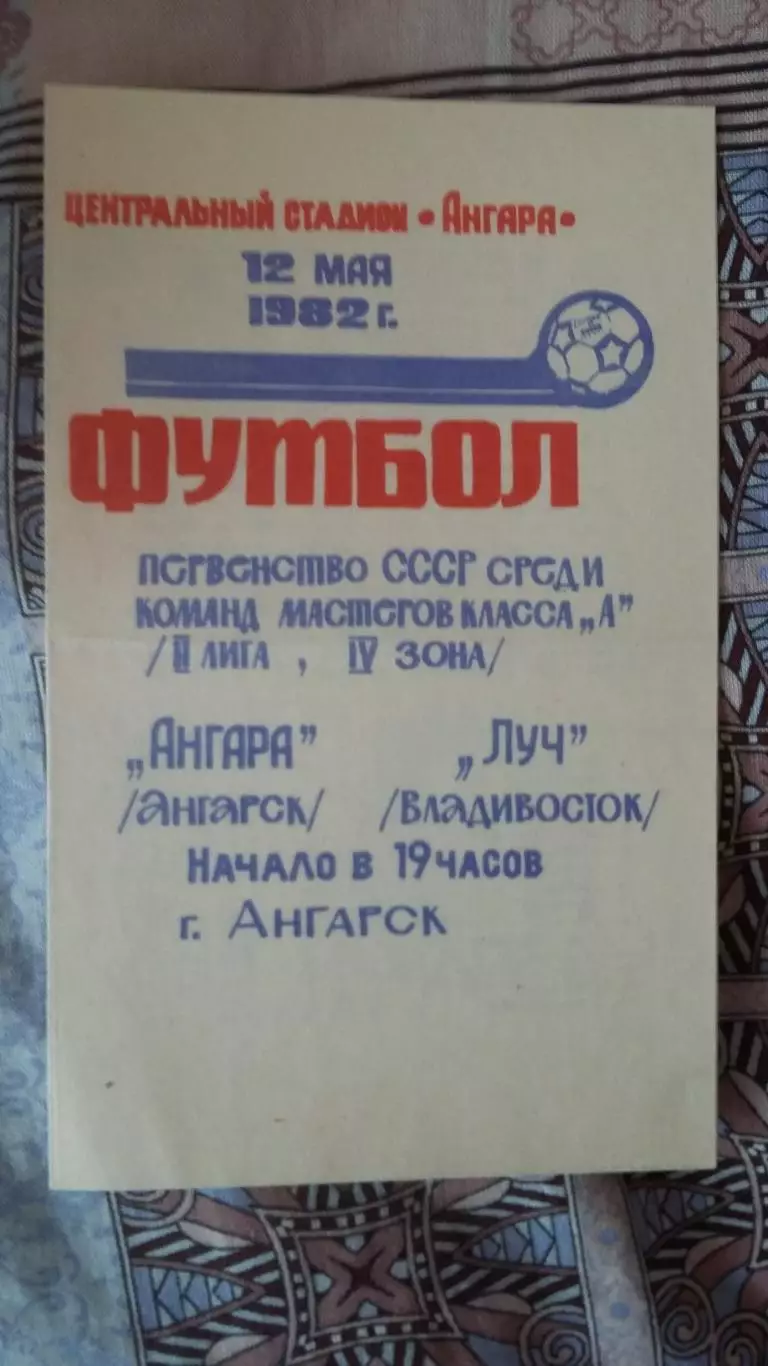 ЦЕНТРАЛЬНЫЙ СТАДИОН "АНГАРА"
12 МАЯ
1982 г.
ФУТБОЛ
ПЕРВЕНСТВО СССР СРЕДИ
КОМАНД МАСТЕРОВ КЛАССА „А”
/II ЛИГА , IV ЗОНА/
„АНГАРА” „ЛУЧ”
/АНГАРСК/ /ВЛАДИВОСТОК/
НАЧАЛО В 19 ЧАСОВ
г. АНГАРСК